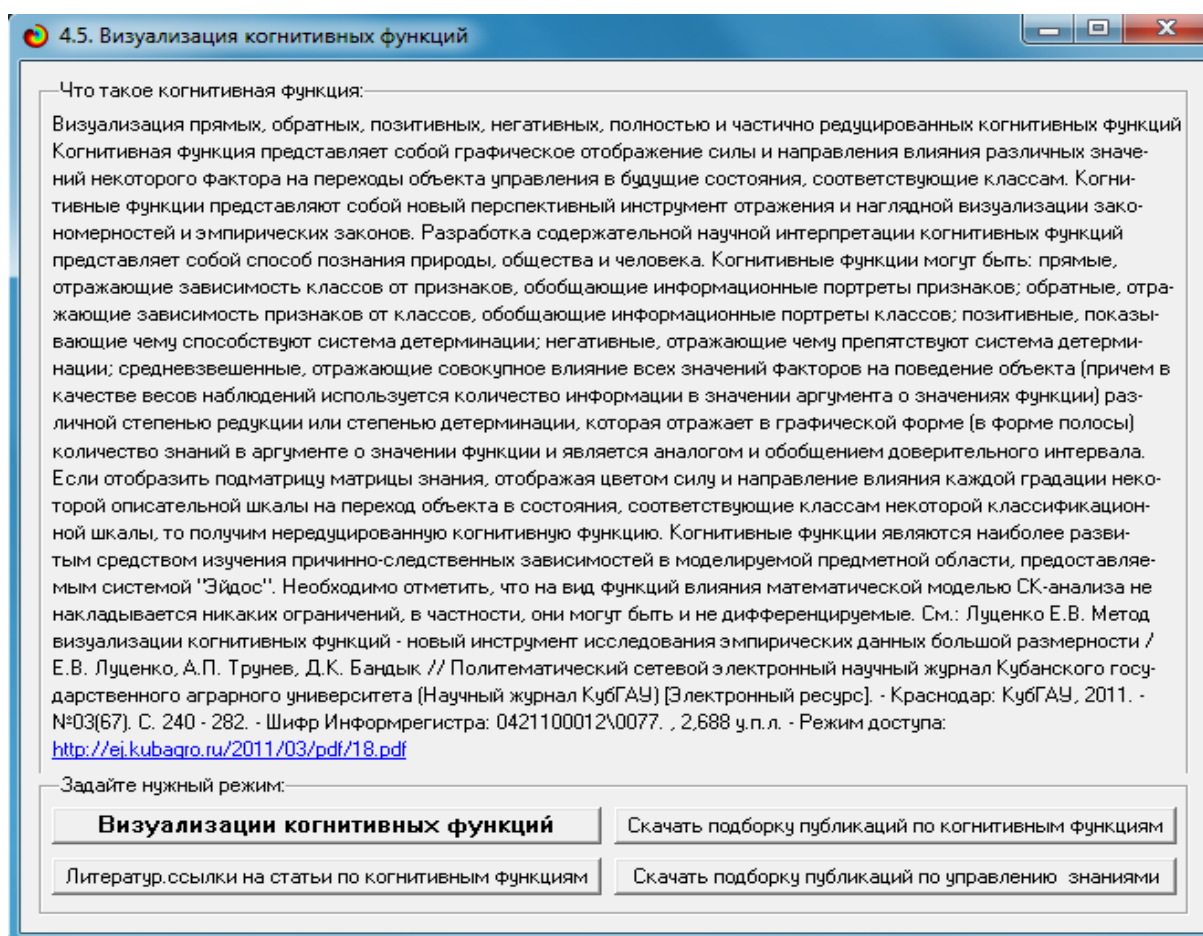 4.5. Визуализация когнитивных функций
Что такое когнитивная функция:
Визуализация прямых, обратных, позитивных, негативных, полностью и частично редуцированных когнитивных функций
Когнитивная функция представляет собой графическое отображение силы и направления влияния различных значе-
ний некоторого фактора на переходы объекта управления в будущие состояния, соответствующие классам. Когни-
тивные функции представляют собой новый перспективный инструмент отражения и наглядной визуализации зако-
номерностей и эмпирических законов. Разработка содержательной научной интерпретации когнитивных функций
представляет собой способ познания природы, общества и человека. Когнитивные функции могут быть: прямые,
отражающие зависимость классов от признаков, обобщающие информационные портреты признаков; обратные, отра-
жающие зависимость признаков от классов, обобщающие информационные портреты классов; позитивные, показы-
вающие чему способствуют система детерминации; негативные, отражающие чему препятствуют система детерми-
нации; средневзвешенные, отражающие совокупное влияние всех значений факторов на поведение объекта (причем в
качестве весов наблюдений используется количество информации в значении аргумента о значениях функции) раз-
личной степенью редукции или степенью детерминации, которая отражает в графической форме (в форме полосы)
количество знаний в аргументе о значении функции и является аналогом и обобщением доверительного интервала.
Если отобразить подматрицу матрицы знания, отображая цветом силу и направление влияния каждой градации неко-
торой описательной шкалы на переход объекта в состояния, соответствующие классам некоторой классификацион-
ной шкалы, то получим нередуцированную когнитивную функцию. Когнитивные функции являются наиболее разви-
тым средством изучения причинно-следственных зависимостей в моделируемой предметной области, предоставляе-
мым системой "Эйдос". Необходимо отметить, что на вид функций влияния математической моделью СК-анализа не
накладывается никаких ограничений, в частности, они могут быть и не дифференцируемые. См.: Луценко Е.В. Метод
визуализации когнитивных функций - новый инструмент исследования эмпирических данных большой размерности /
Е.В. Луценко, А.П. Трунев, Д.К. Бандык // Политематический сетевой электронный научный журнал Кубанского госу-
дарственного аграрного университета (Научный журнал КубГАУ) [Электронный ресурс]. - Краснодар: КубГАУ, 2011. -
№03(67). С. 240 - 282. - Шифр Информрегистра: 0421100012\0077. , 2,688 у.п.л. - Режим доступа:
http://ej.kubagro.ru/2011/03/pdf/18.pdf
Задайте нужный режим:
Визуализации когнитивных функций
Скачать подборку публикаций по когнитивным функциям
Литератур.ссылки на статьи по когнитивным функциям
Скачать подборку публикаций по управлению знаниями